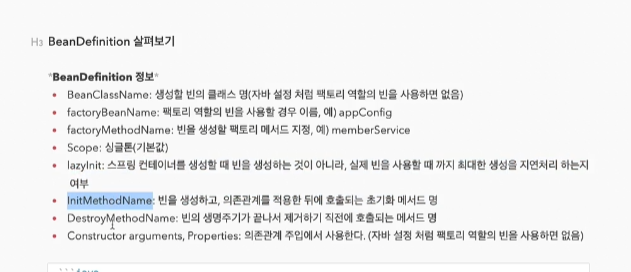 H3 BeanDefinition 살펴보기
*BeanDefinition 정보*
• BeanClassName: 생성할 빈의 클래스 명(자바 설정 처럼 팩토리 역할의 빈을 사용하면 없음)
• factoryBeanName: 팩토리 역할의 빈을 사용할 경우 이름, 예) appConfig
• factoryMethodName: 빈을 생성할 팩토리 메서드 지정, 예) memberService
• Scope: 싱글톤(기본값)
• lazyInit: 스프링 컨테이너를 생성할 때 빈을 생성하는 것이 아니라, 실제 빈을 사용할 때 까지 최대한 생성을 지연처리 하는지
여부
• InitMethodName: 빈을 생성하고, 의존관계를 적용한 뒤에 호출되는 초기화 메서드 명
• DestroyMethodName: 빈의 생명주기가 끝나서 제거하기 직전에 호출되는 메서드 명
• Constructor arguments, Properties: 의존관계 주입에서 사용한다. (자바 설정 처럼 팩토리 역할의 빈을 사용하면 없음)